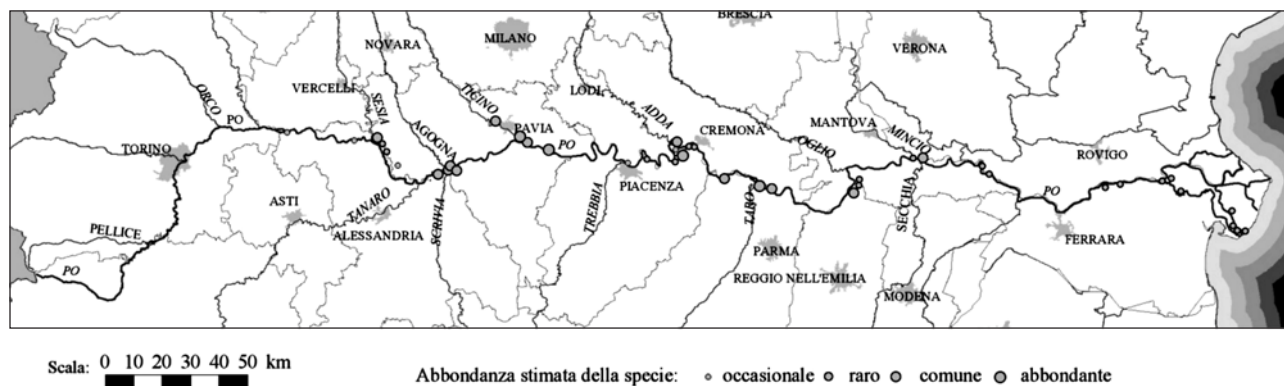 BRESCIA
NOVARA
MILANO
VERONA
VERCELLI
SESIA
TICINO
LODI
ORCO
PO
AGOGNA
PAVIA
PO
ADDA
CREMONA
MANTOVA
MINCIO
OGLIO
ROVIGO
TORINO
PIACENZA
ASTI
TANARO
SCRIVIA
TREBBIA
TARO
SECCHIA
PO
PELLICE
ALESSANDRIA
PARMA
FERRARA
PO
REGGIO NELL'EMILIA
MODENA
Scala: 0 10 20 30 40 50 km
Abbondanza stimata della specie: occasionale raro comune abbondante